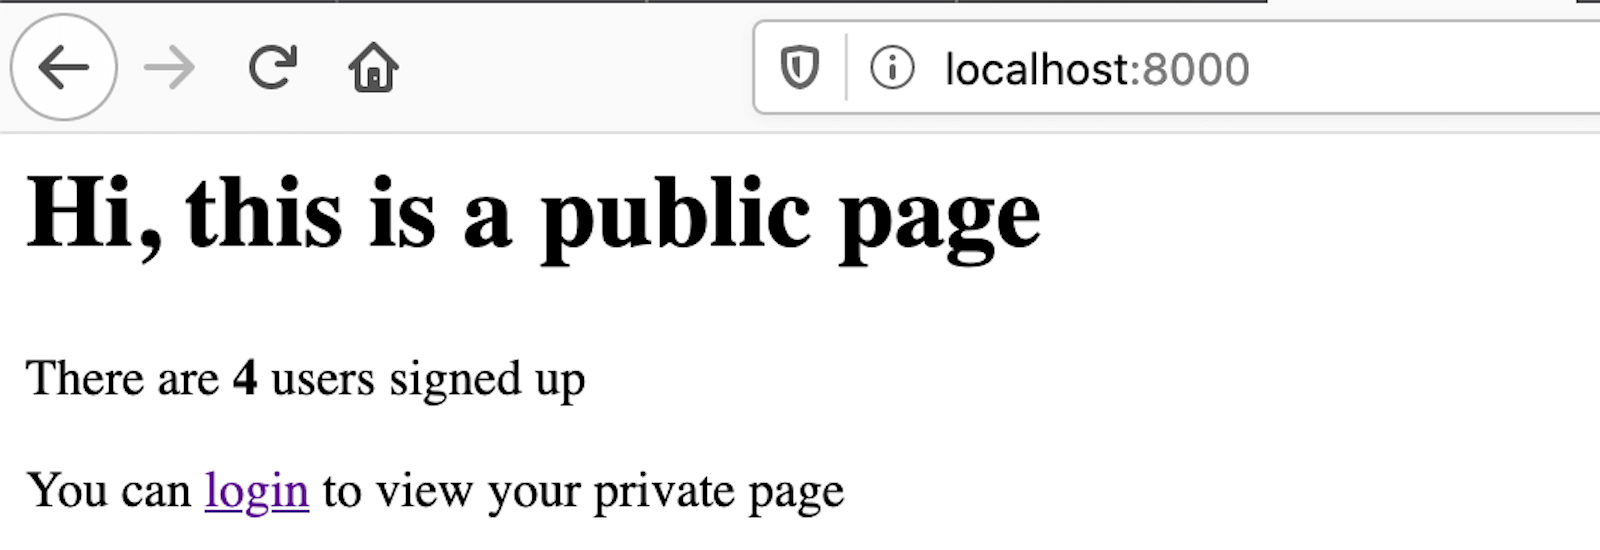 localhost:8000
Hi, this is a public page
There are 4 users signed up
You can login to view your private page